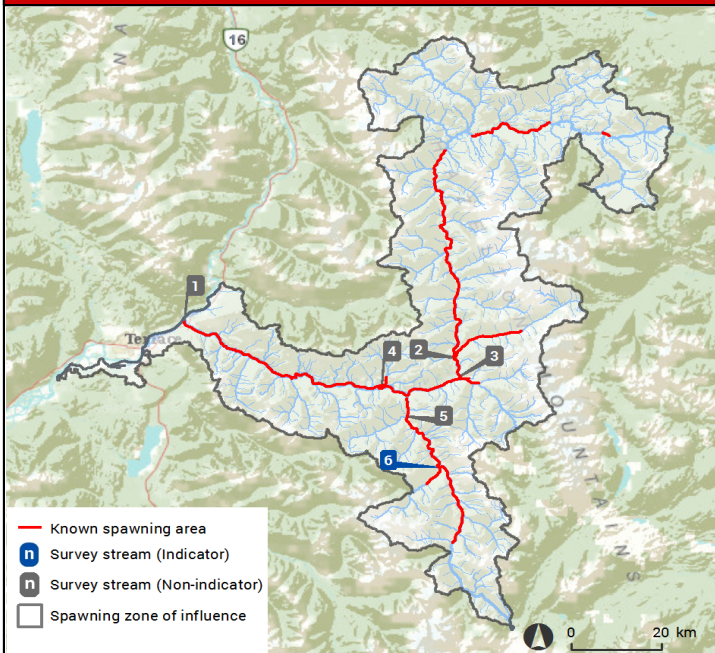 A
N
16
1
Terrace
2
3
4
5
6
MOUNTAINS
Known spawning area
n Survey stream (Indicator)
n Survey stream (Non-indicator)
Spawning zone of influence
0 20 km